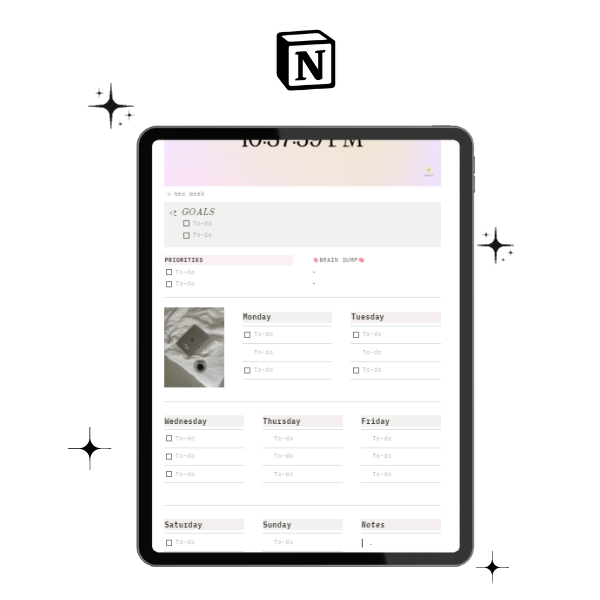 N
10:37:39 PM
+ New Week
GOALS
To-do
To-do
PRIORITIES
🧠BRAIN DUMP🧠
To-do
-
To-do
-
Monday
Tuesday
To-do
To-do
To-do
To-do
To-do
To-do
Wednesday
Thursday
Friday
To-do
To-do
To-do
To-do
To-do
To-do
To-do
To-do
To-do
Saturday
Sunday
Notes
To-do
To-do
-